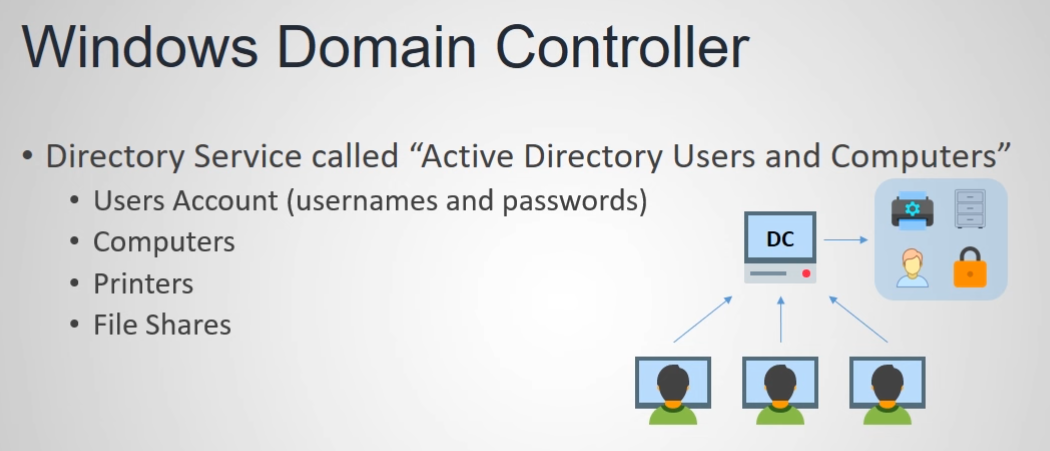 Windows Domain Controller
• Directory Service called “Active Directory Users and Computers”
• Users Account (usernames and passwords)
• Computers
• Printers
• File Shares
DC